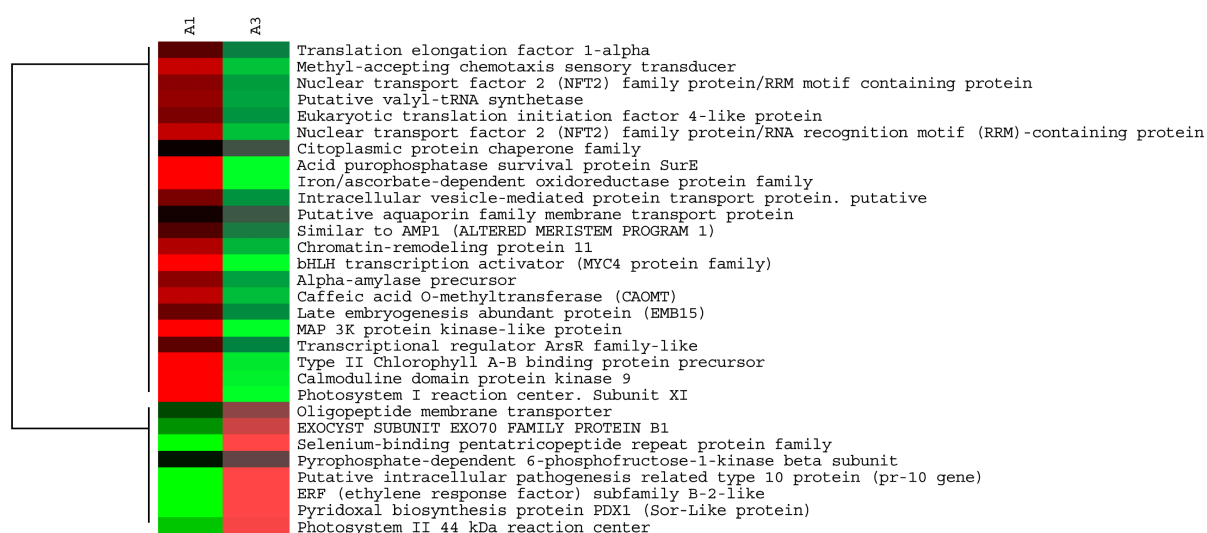 A1
A3
Translation elongation factor 1-alpha
Methyl-accepting chemotaxis sensory transducer
Nuclear transport factor 2 (NFT2) family protein/RRM motif containing protein
Putative valyl-tRNA synthetase
Eukaryotic translation initiation factor 4-like protein
Nuclear transport factor 2 (NFT2) family protein/RNA recognition motif (RRM)-containing protein
Citoplasmic protein chaperone family
Acid purophosphatase survival protein SurE
Iron/ascorbate-dependent oxidoreductase protein family
Intracellular vesicle-mediated protein transport protein. putative
Putative aquaporin family membrane transport protein
Similar to AMP1 (ALTERED MERISTEM PROGRAM 1)
Chromatin-remodeling protein 11
bHLH transcription activator (MYC4 protein family)
Alpha-amylase precursor
Caffeic acid O-methyltransferase (CAOMT)
Late embryogenesis abundant protein (EMB15)
MAP 3K protein kinase-like protein
Transcriptional regulator ArsR family-like
Type II Chlorophyll A-B binding protein precursor
Calmoduline domain protein kinase 9
Photosystem I reaction center. Subunit XI
Oligopeptide membrane transporter
EXOCYST SUBUNIT EXO70 FAMILY PROTEIN B1
Selenium-binding pentatricopeptide repeat protein family
Pyrophosphate-dependent 6-phosphofructose-1-kinase beta subunit
Putative intracellular pathogenesis related type 10 protein (pr-10 gene)
ERF (ethylene response factor) subfamily B-2-like
Pyridoxal biosynthesis protein PDX1 (Sor-Like protein)
Photosystem II 44 kDa reaction center